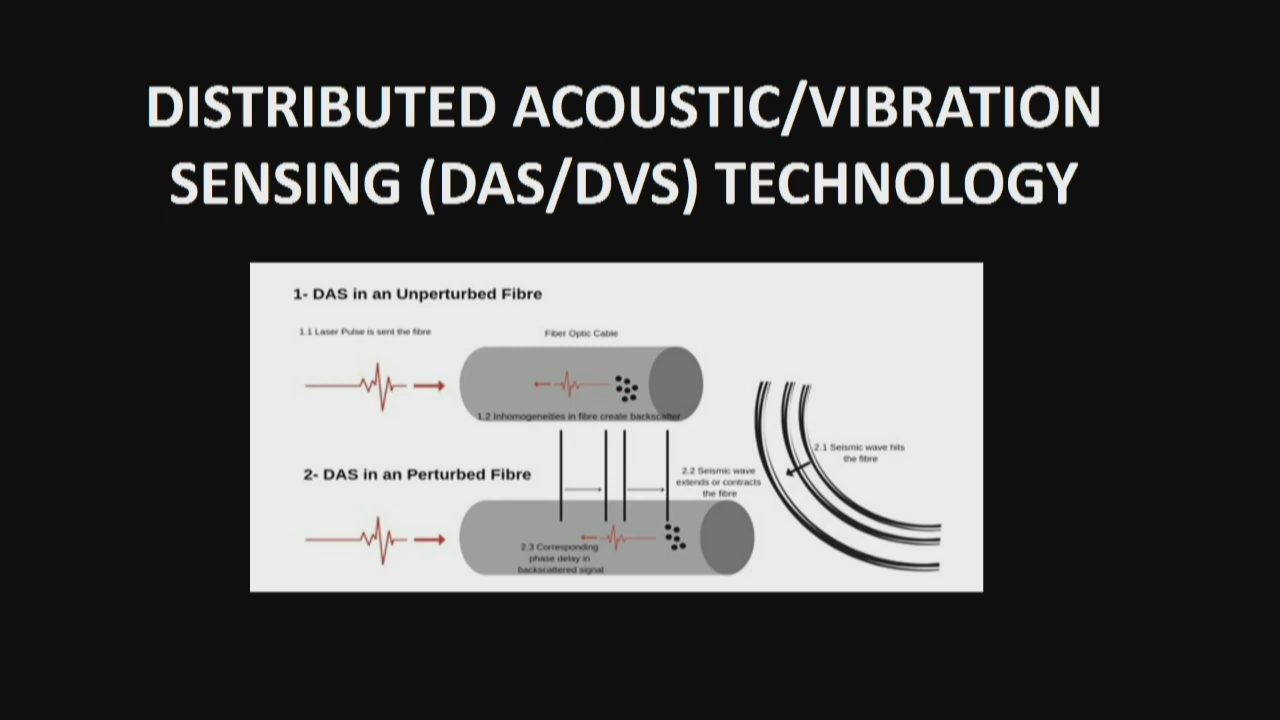 DISTRIBUTED ACOUSTIC/VIBRATION
SENSING (DAS/DVS) TECHNOLOGY
1- DAS in an Unperturbed Fibre
1.1 Laser Pulse is sent the fibre
Fiber Optic Cable
1.2 Inhomogeneities in fibre create backscatter
2.1 Seismic wave hits
the fibre
2- DAS in an Perturbed Fibre
2.2 Seismic wave
extends or contracts
the fibre
2.3 Corresponding
phase delay in
backscattered signal